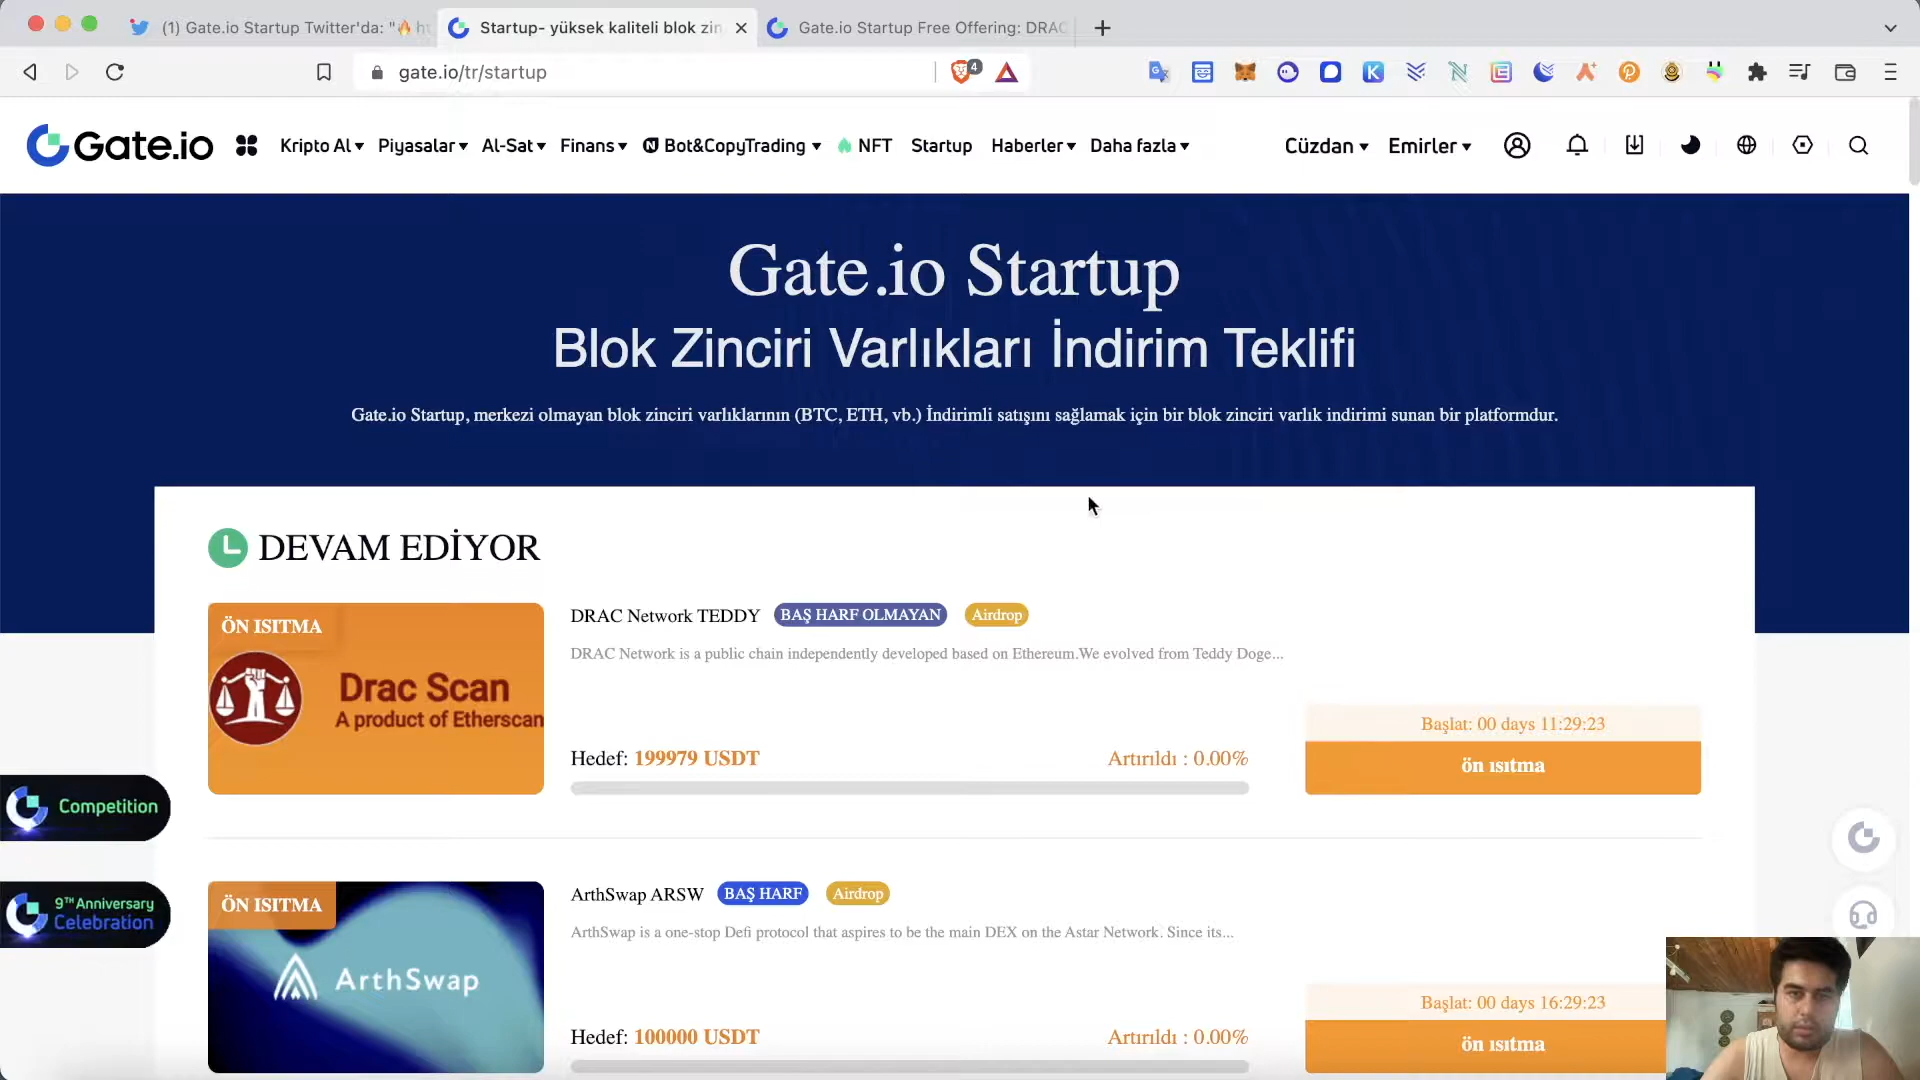 (1) Gate.io Startup Twitter'da: "🔥
Startup- yüksek kaliteli blok zin
Gate.io Startup Free Offering: DRAC
gate.io/tr/startup
4
Gate.io
Kripto Al
Piyasalar
Al-Sat
Finans
Bot&CopyTrading
NFT
Startup
Haberler
Daha fazla
Cüzdan
Emirler
Gate.io Startup
Blok Zinciri Varlıkları İndirim Teklifi
Gate.io Startup, merkezi olmayan blok zinciri varlıklarının (BTC, ETH, vb.) İndirimli satışını sağlamak için bir blok zinciri varlık indirimi sunan bir platformdur.
DEVAM EDİYOR
ÖN ISITMA
Drac Scan
A product of Etherscan
DRAC Network TEDDY
BAŞ HARF OLMAYAN
Airdrop
DRAC Network is a public chain independently developed based on Ethereum.We evolved from Teddy Doge...
Hedef: 199979 USDT
Artırıldı : 0.00%
Başlat: 00 days 11:29:23
ön ısıtma
Competition
9TH Anniversary
Celebration
ÖN ISITMA
ArthSwap
ArthSwap ARSW
BAŞ HARF
Airdrop
ArthSwap is a one-stop Defi protocol that aspires to be the main DEX on the Astar Network. Since its...
Hedef: 100000 USDT
Artırıldı : 0.00%
Başlat: 00 days 16:29:23
ön ısıtma